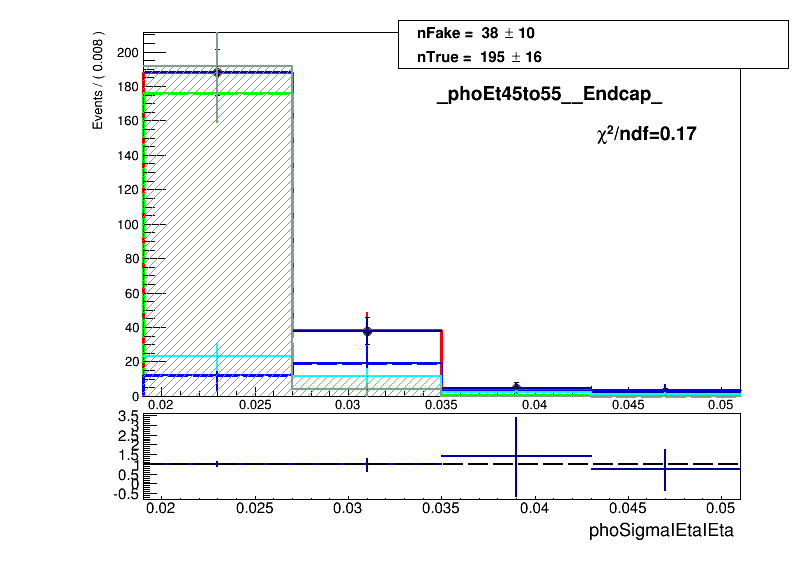 nFake = 38 ± 10
nTrue = 195 ± 16
_phoEt45to55__Endcap_
χ²/ndf=0.17
Events / ( 0.008 )
200
180
160
140
120
100
80
60
40
20
0
0.02 0.025 0.03 0.035 0.04 0.045 0.05
3.5
3
2.5
2
1.5
1
0.5
0
-0.5
0.02 0.025 0.03 0.035 0.04 0.045 0.05
phoSigmaIEtaIEta